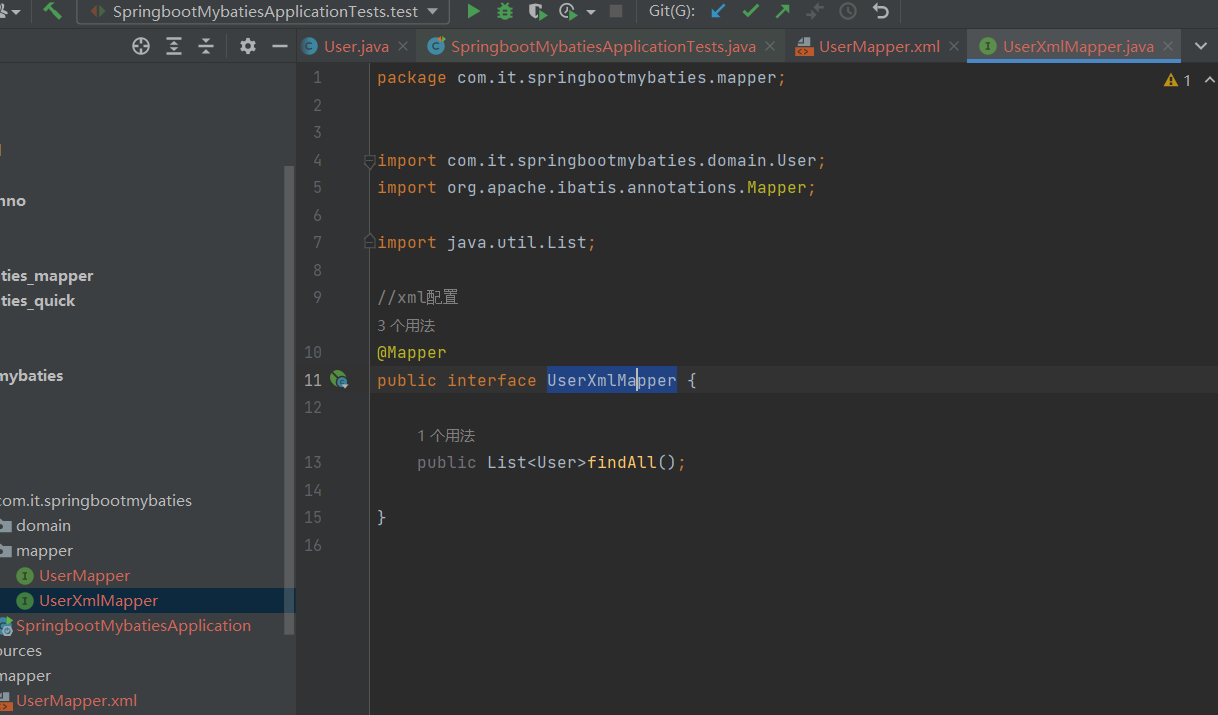 SpringbootMybatiesApplicationTests.test
Git(G):
User.java
SpringbootMybatiesApplicationTests.java
UserMapper.xml
UserXmlMapper.java
1 package com.it.springbootmybaties.mapper;
1
2
3
4 import com.it.springbootmybaties.domain.User;
5 import org.apache.ibatis.annotations.Mapper;
6
7 import java.util.List;
8
9 //xml配置
3 个用法
10 @Mapper
11 public interface UserXmlMapper {
12
1 个用法
13 public List<User>findAll();
14
15 }
16
nno
ties_mapper
ties_quick
mybaties
com.it.springbootmybaties
domain
mapper
UserMapper
UserXmlMapper
SpringbootMybatiesApplication
ources
mapper
UserMapper.xml